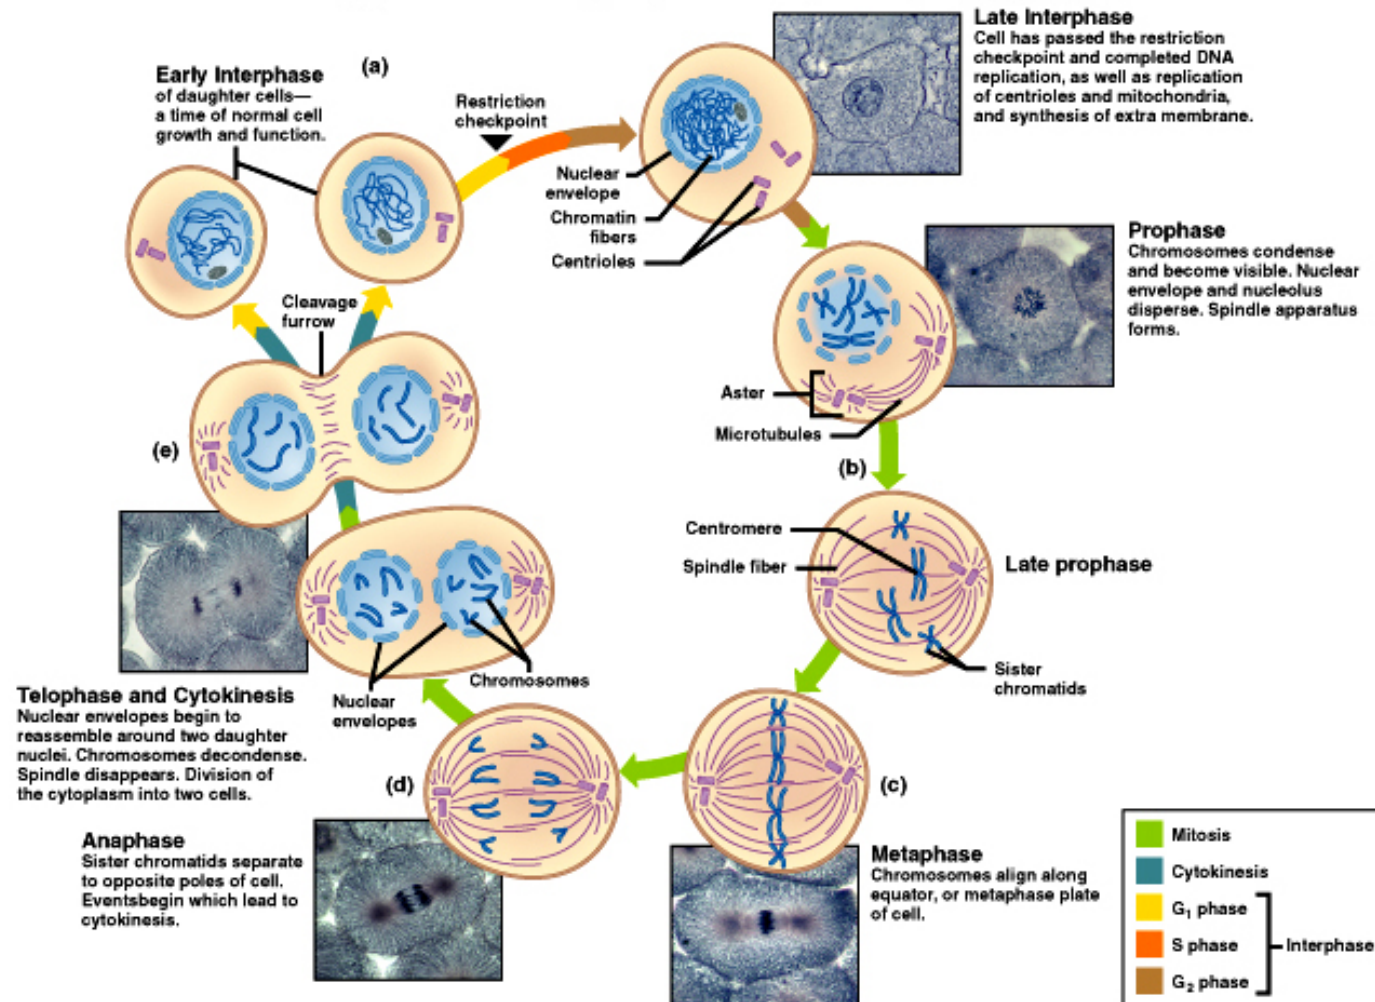 (a)
Early Interphase
of daughter cells—
a time of normal cell
growth and function.
Restriction
checkpoint
Late Interphase
Cell has passed the restriction
checkpoint and completed DNA
replication, as well as replication
of centrioles and mitochondria,
and synthesis of extra membrane.
Nuclear
envelope
Chromatin
fibers
Centrioles
Prophase
Chromosomes condense
and become visible. Nuclear
envelope and nucleolus
disperse. Spindle apparatus
forms.
Aster
Microtubules
(b)
Centromere
Spindle fiber
Late prophase
Sister
chromatids
(c)
Metaphase
Chromosomes align along
equator, or metaphase plate
of cell.
(d)
Anaphase
Sister chromatids separate
to opposite poles of cell.
Eventsbegin which lead to
cytokinesis.
Nuclear
envelopes
Chromosomes
Telophase and Cytokinesis
Nuclear envelopes begin to
reassemble around two daughter
nuclei. Chromosomes decondense.
Spindle disappears. Division of
the cytoplasm into two cells.
(e)
Cleavage
furrow
Mitosis
Cytokinesis
G1 phase
S phase
G2 phase
Interphase